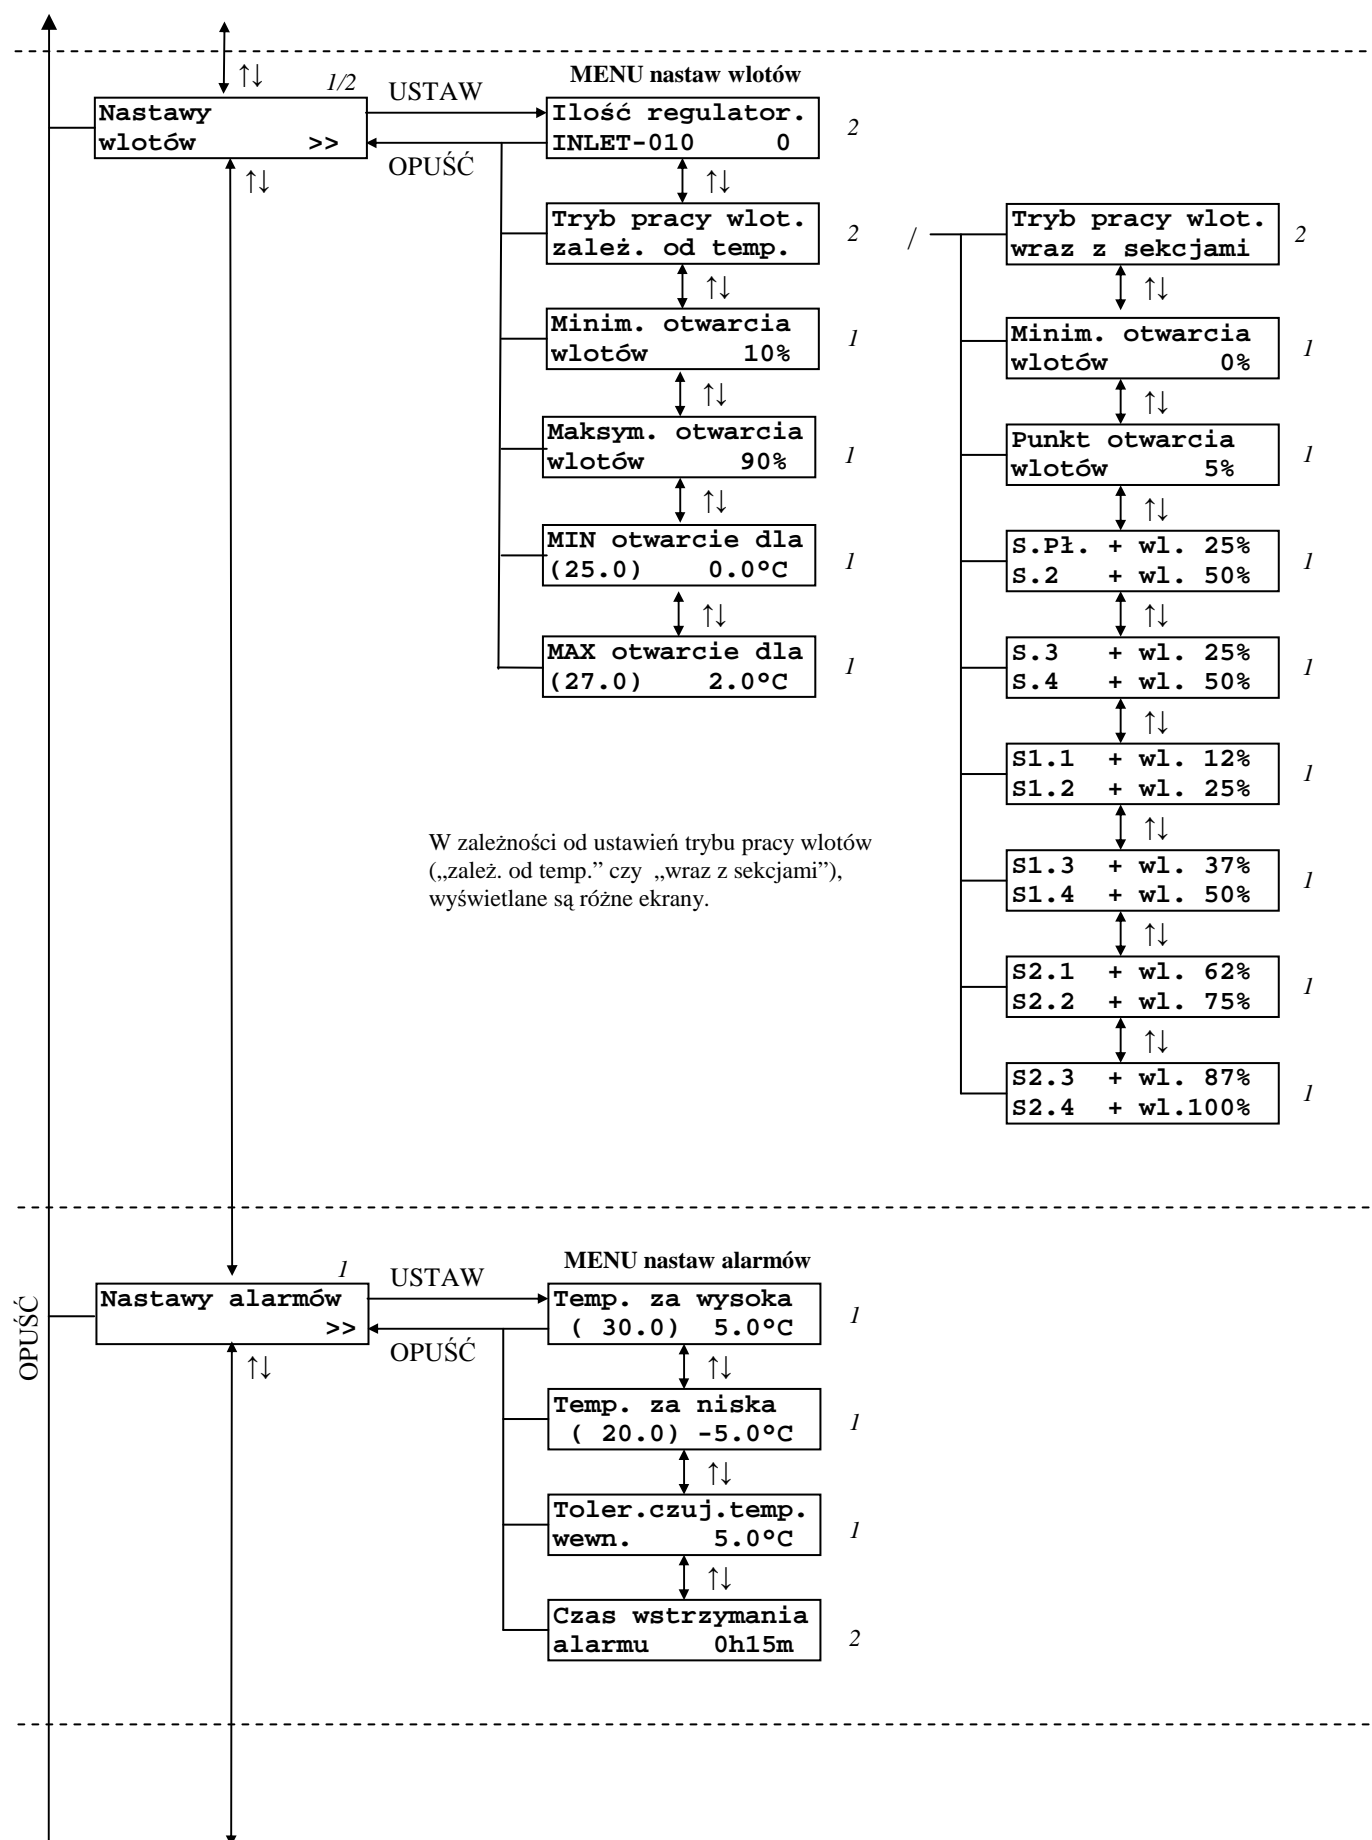 MENU nastaw wlotów
↑↓
1/2
USTAW
Nastawy
wlotów >>
OPUŚĆ
↑↓
Ilość regulator.
INLET-010 0
2
↑↓
Tryb pracy wlot.
zależ. od temp.
2
↑↓
Minim. otwarcia
wlotów 10%
1
↑↓
Maksym. otwarcia
wlotów 90%
1
↑↓
MIN otwarcie dla
(25.0) 0.0°C
1
↑↓
MAX otwarcie dla
(27.0) 2.0°C
1
/
Tryb pracy wlot.
wraz z sekcjami
2
↑↓
Minim. otwarcia
wlotów 0%
1
↑↓
Punkt otwarcia
wlotów 5%
1
↑↓
S.Pł. + wl. 25%
S.2 + wl. 50%
1
↑↓
S.3 + wl. 25%
S.4 + wl. 50%
1
↑↓
S1.1 + wl. 12%
S1.2 + wl. 25%
1
↑↓
S1.3 + wl. 37%
S1.4 + wl. 50%
1
↑↓
S2.1 + wl. 62%
S2.2 + wl. 75%
1
↑↓
S2.3 + wl. 87%
S2.4 + wl.100%
1
W zależności od ustawień trybu pracy wlotów
(„zależ. od temp.” czy „wraz z sekcjami”),
wyświetlane są różne ekrany.
MENU nastaw alarmów
1
USTAW
Nastawy alarmów
>>
OPUŚĆ
↑↓
OPUŚĆ
Temp. za wysoka
( 30.0) 5.0°C
1
↑↓
Temp. za niska
( 20.0) -5.0°C
1
↑↓
Toler.czuj.temp.
wewn. 5.0°C
1
↑↓
Czas wstrzymania
alarmu 0h15m
2